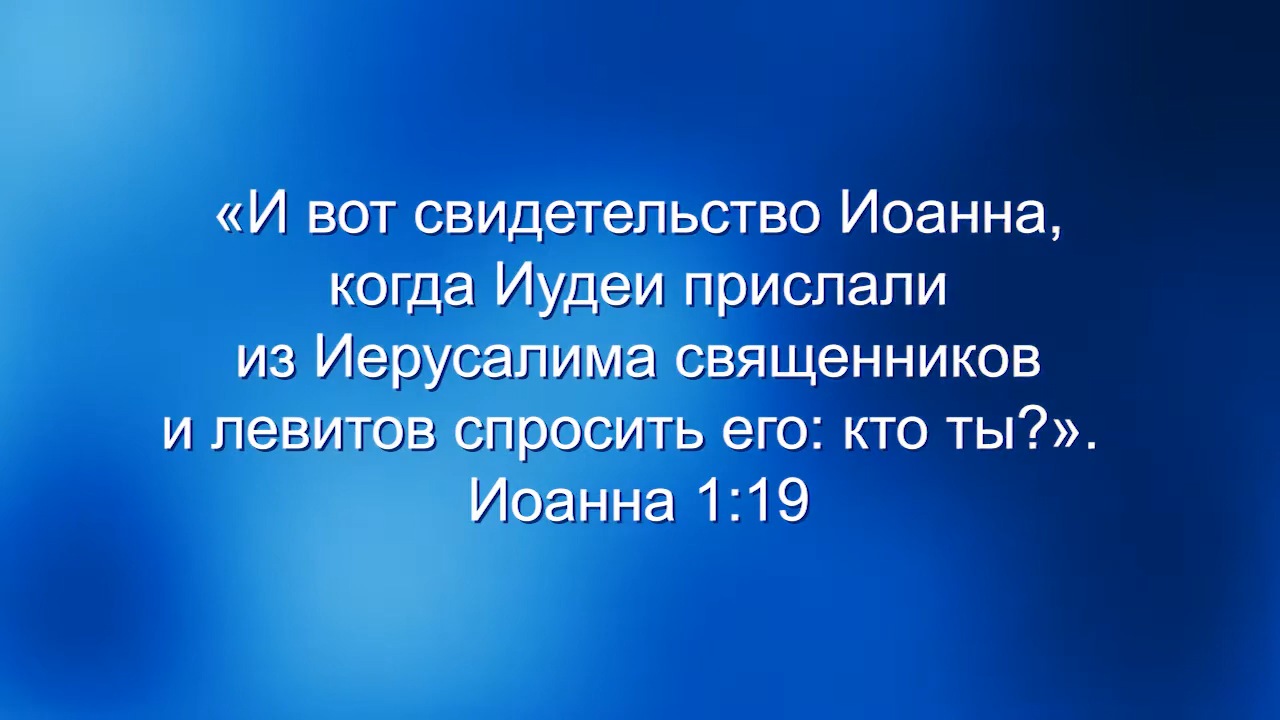 «И вот свидетельство Иоанна,
когда Иудеи прислали
из Иерусалима священников
и левитов спросить его: кто ты?».
Иоанна 1:19